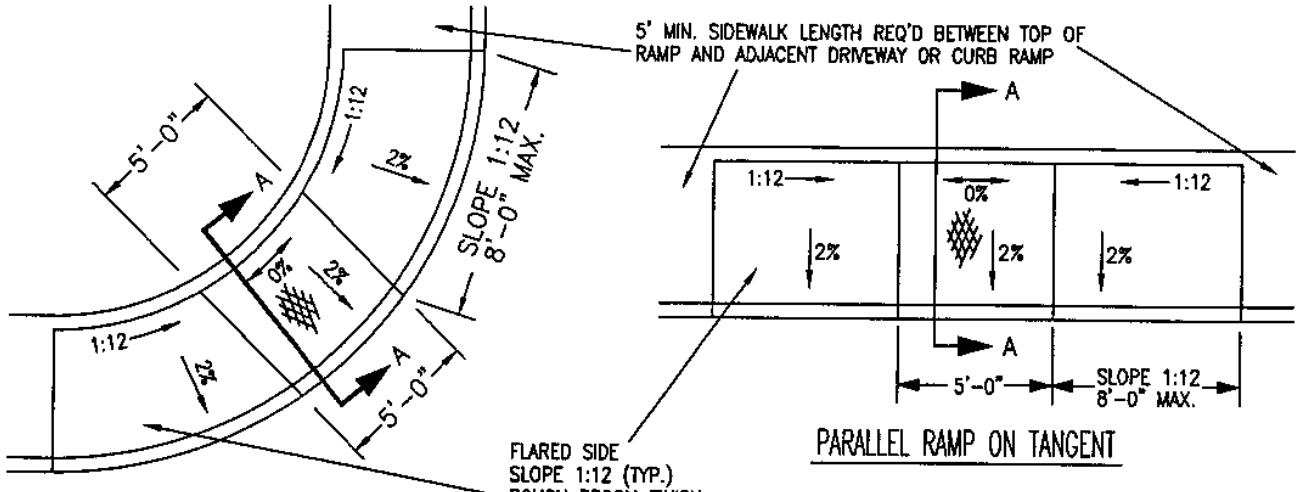 5' MIN. SIDEWALK LENGTH REQ'D BETWEEN TOP OF
RAMP AND ADJACENT DRIVEWAY OR CURB RAMP
5'-0"
A
1:12
2%
SLOPE 1:12
8'-0" MAX.
0%
2%
1:12
2%
A
5'-0"
A
1:12
0%
1:12
2%
2%
2%
A
5'-0"
SLOPE 1:12
8'-0" MAX.
PARALLEL RAMP ON TANGENT
FLARED SIDE
SLOPE 1:12 (TYP.)